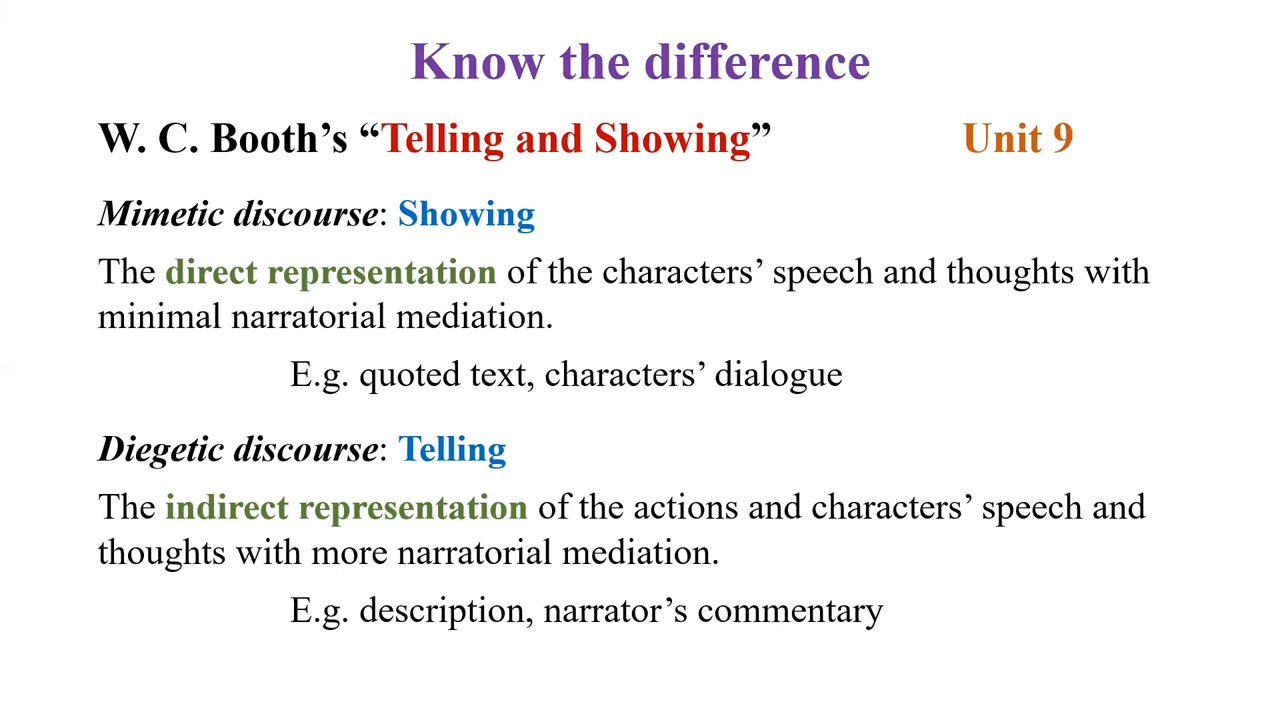 Know the difference
W. C. Booth’s “Telling and Showing” Unit 9
Mimetic discourse: Showing
The direct representation of the characters’ speech and thoughts with
minimal narratorial mediation.
E.g. quoted text, characters’ dialogue
Diegetic discourse: Telling
The indirect representation of the actions and characters’ speech and
thoughts with more narratorial mediation.
E.g. description, narrator’s commentary